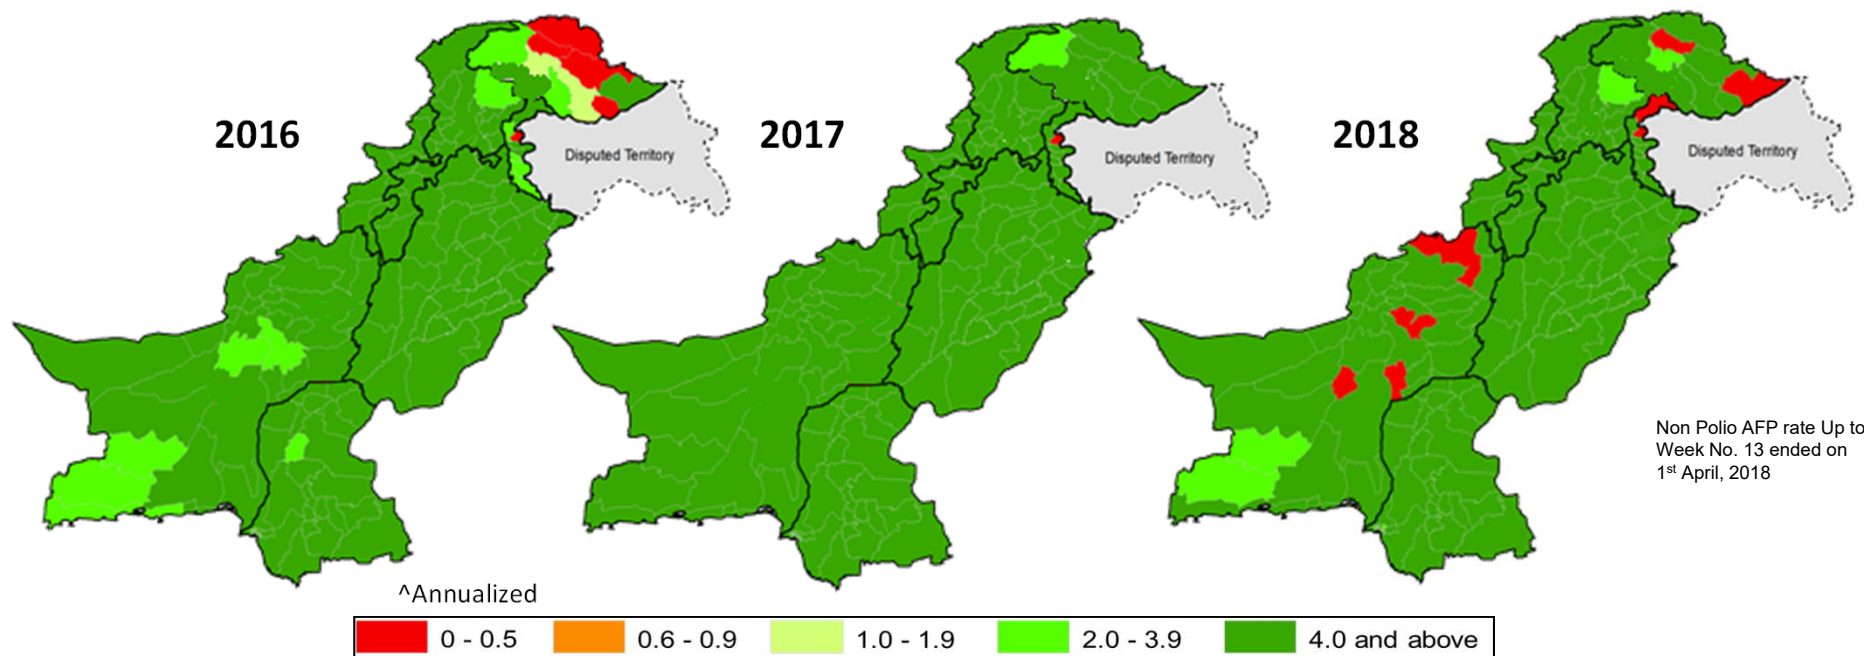 2016
Disputed Territory
2017
Disputed Territory
2018
Disputed Territory
Non Polio AFP rate Up to
Week No. 13 ended on
1st April, 2018
^Annualized
0 - 0.5
0.6 - 0.9
1.0 - 1.9
2.0 - 3.9
4.0 and above